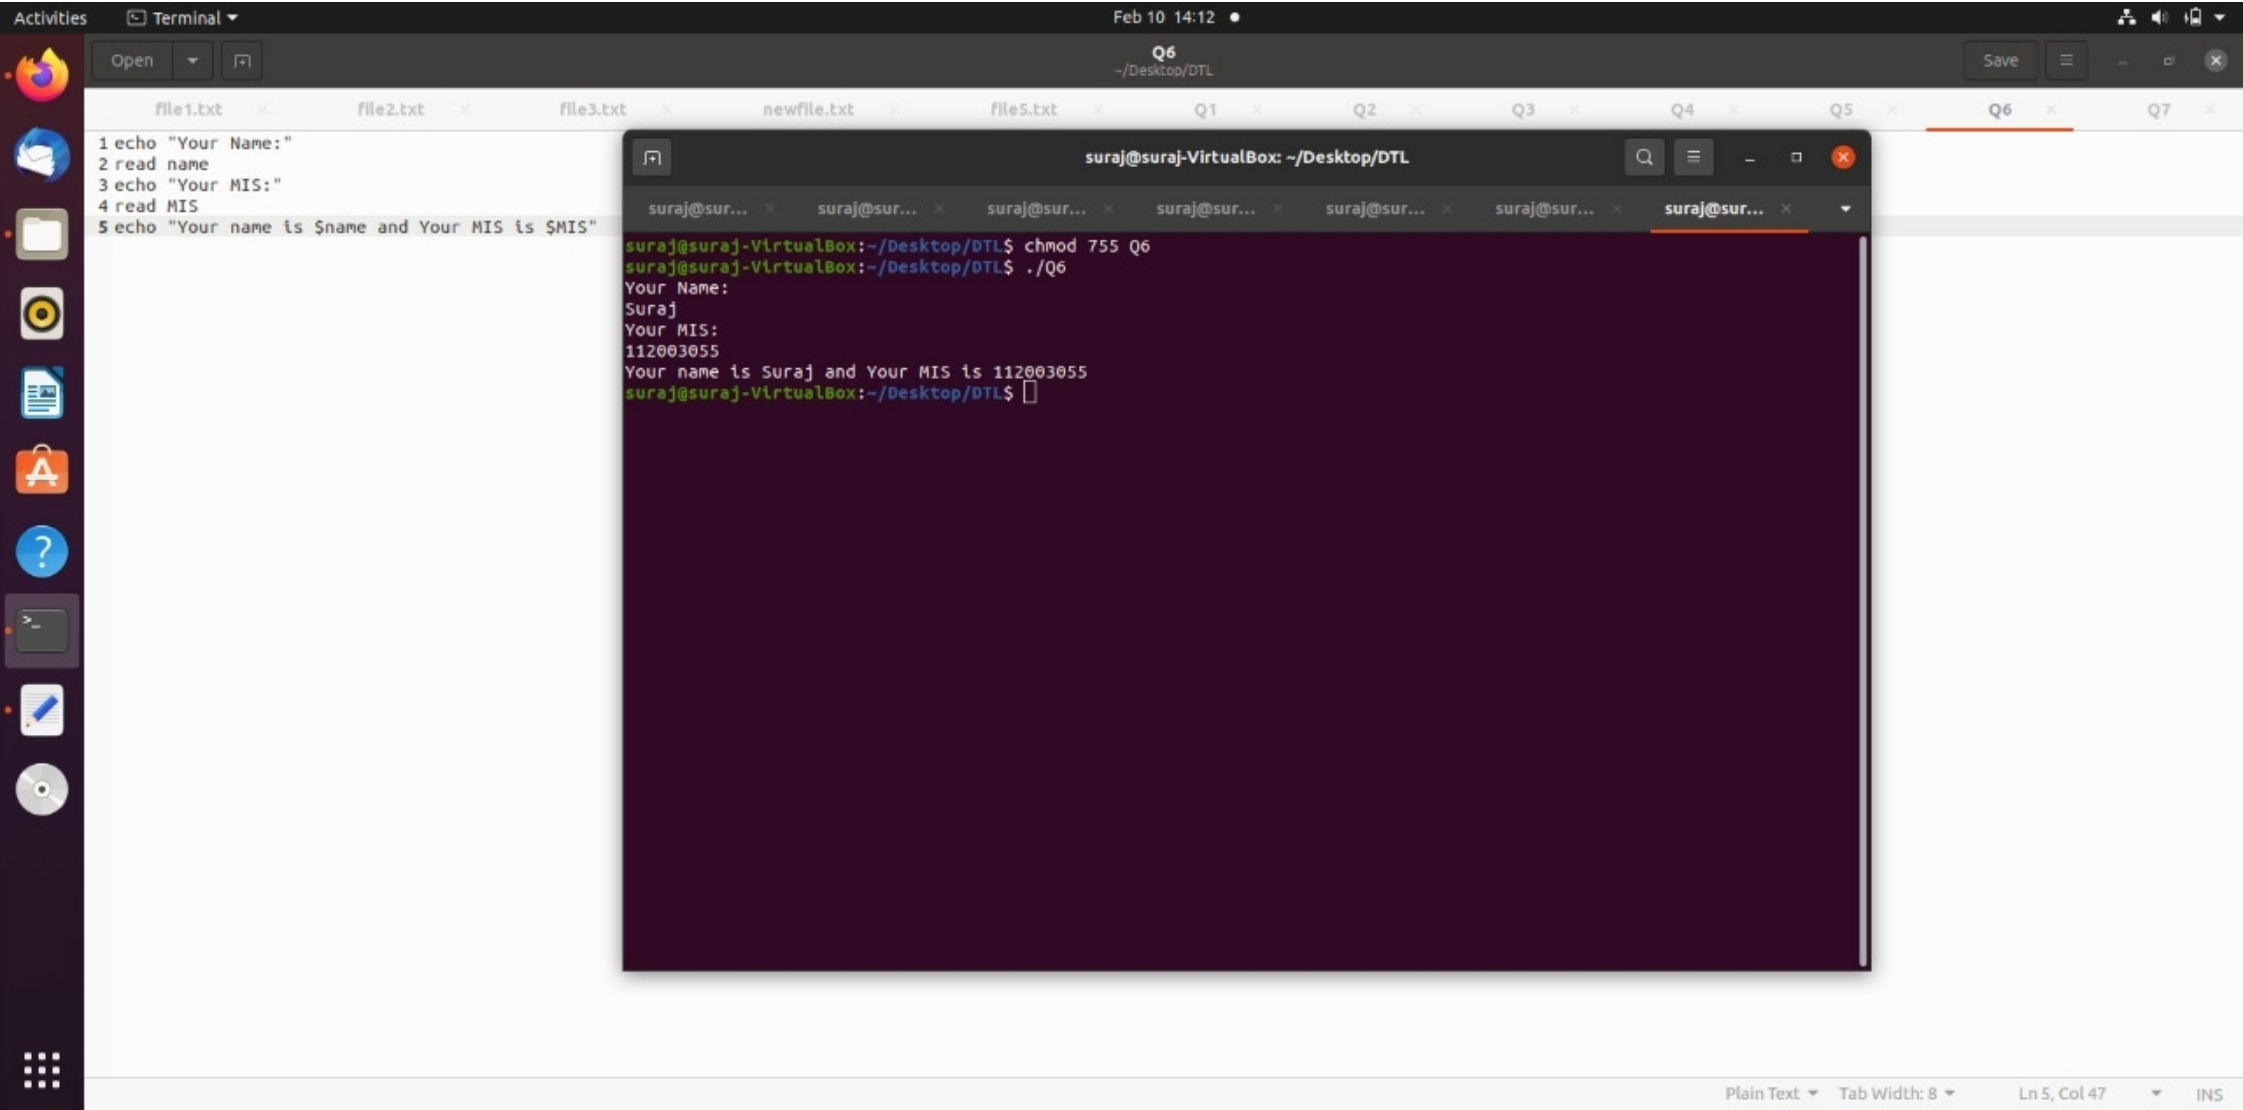 Activities Terminal Feb 10 14:12
Open Q6 Save
~/Desktop/DTL
file1.txt file2.txt file3.txt newfile.txt file5.txt Q1 Q2 Q3 Q4 Q5 Q6 Q7
1 echo "Your Name:"
2 read name
3 echo "Your MIS:"
4 read MIS
5 echo "Your name is $name and Your MIS is $MIS"
suraj@suraj-VirtualBox: ~/Desktop/DTL
suraj@sur... suraj@sur... suraj@sur... suraj@sur... suraj@sur... suraj@sur... suraj@sur...
suraj@suraj-VirtualBox:~/Desktop/DTL$ chmod 755 Q6
suraj@suraj-VirtualBox:~/Desktop/DTL$ ./Q6
Your Name:
Suraj
Your MIS:
112003055
Your name is Suraj and Your MIS is 112003055
suraj@suraj-VirtualBox:~/Desktop/DTL$
Plain Text Tab Width: 8 Ln 5, Col 47 INS